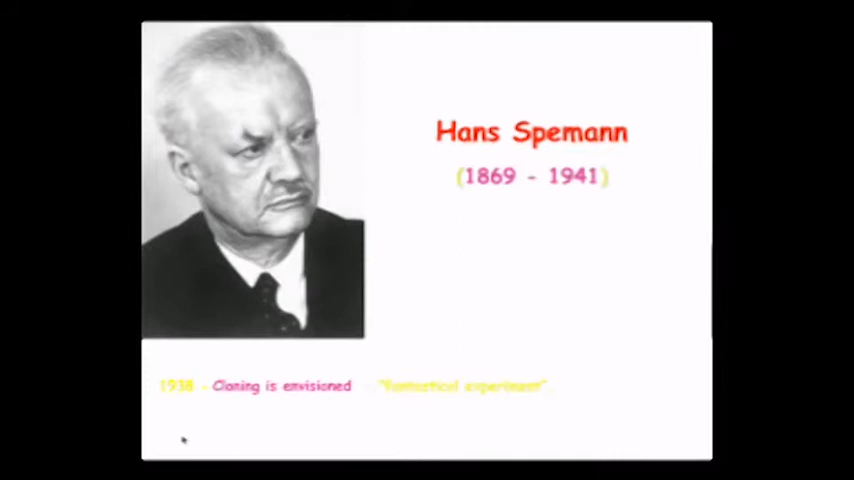 Hans Spemann
(1869 - 1941)
1938 - Cloning is envisioned - "fantastical experiment"